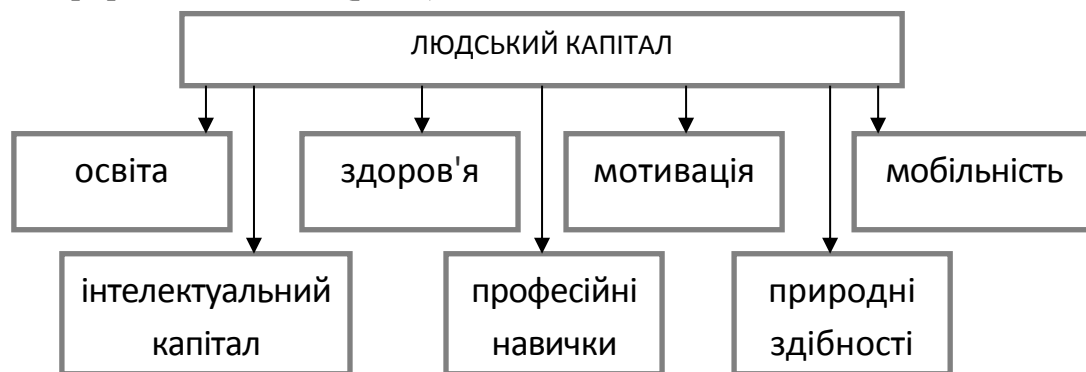 ЛЮДСЬКИЙ КАПІТАЛ
освіта
здоров'я
мотивація
мобільність
інтелектуальний
капітал
професійні
навички
природні
здібності